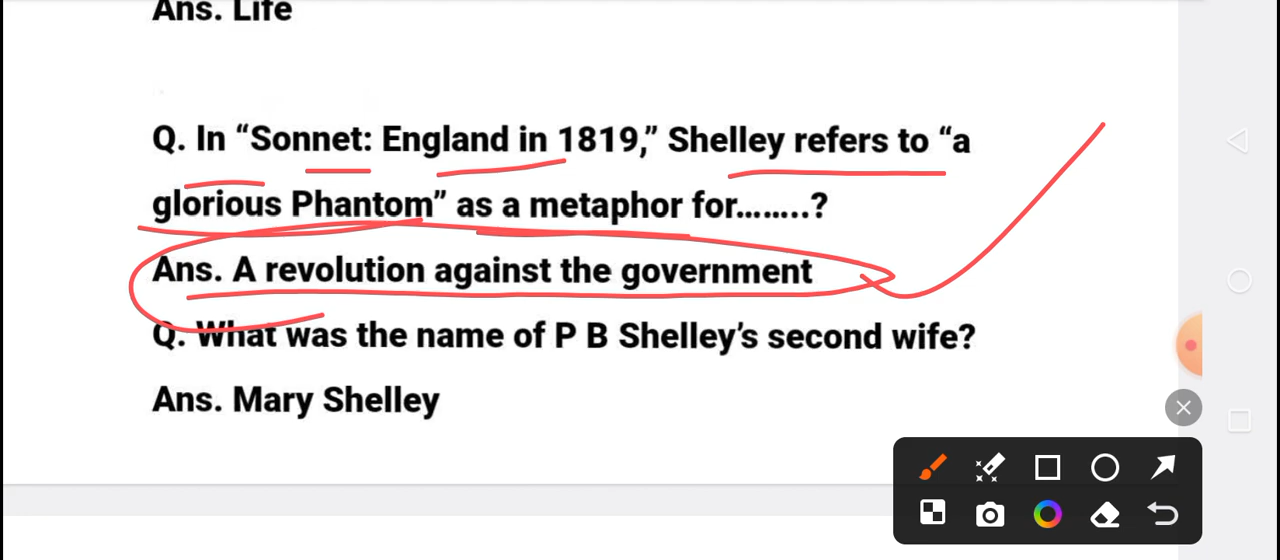 Ans. Life
Q. In “Sonnet: England in 1819,” Shelley refers to “a
glorious Phantom” as a metaphor for........?
Ans. A revolution against the government
Q. What was the name of P B Shelley’s second wife?
Ans. Mary Shelley